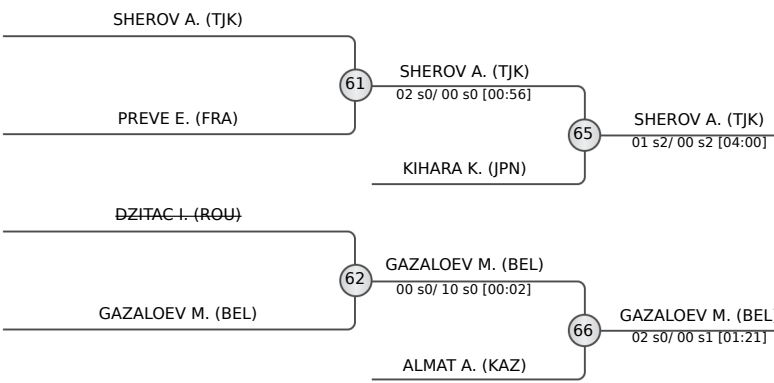 SHEROV A. (TJK)
61
SHEROV A. (TJK)
02 s0/ 00 s0 [00:56]
PREVE E. (FRA)
65
SHEROV A. (TJK)
01 s2/ 00 s2 [04:00]
KIHARA K. (JPN)
DZITAC I. (ROU)
62
GAZALOEV M. (BEL)
00 s0/ 10 s0 [00:02]
GAZALOEV M. (BEL)
66
GAZALOEV M. (BEL)
02 s0/ 00 s1 [01:21]
ALMAT A. (KAZ)